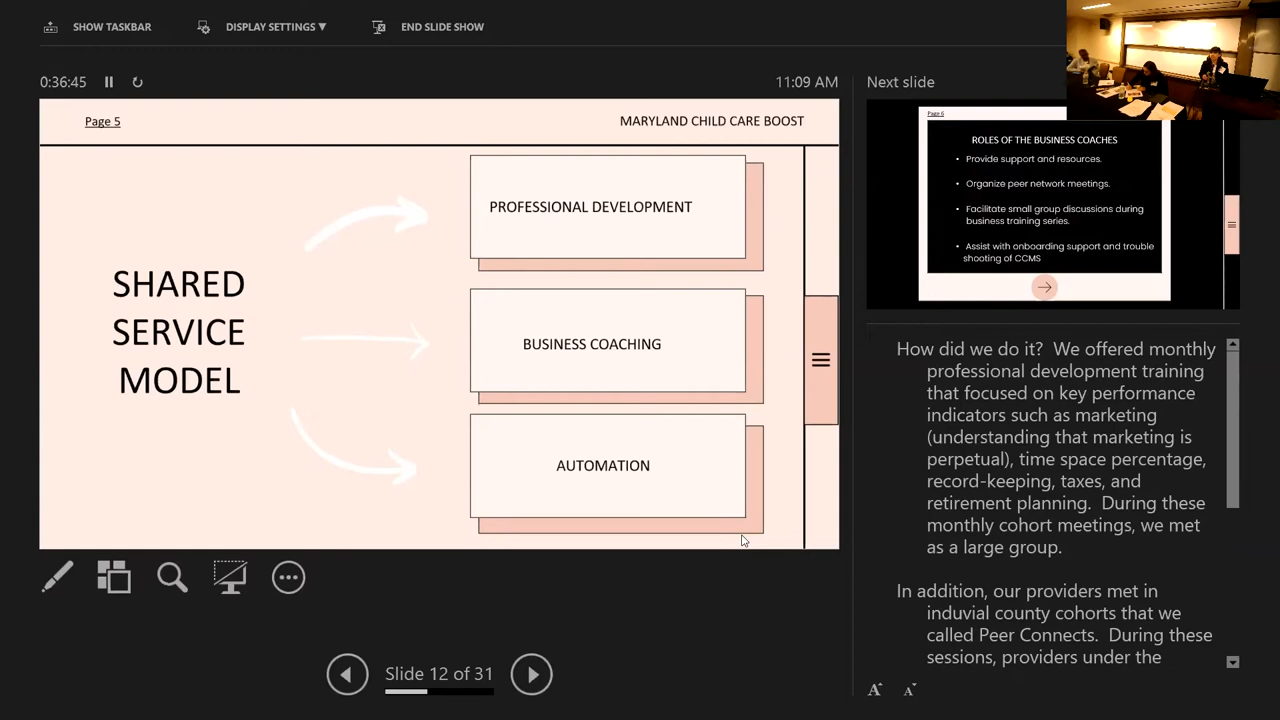 SHOW TASKBAR
DISPLAY SETTINGS ▼
END SLIDE SHOW
0:36:45
11:09 AM
Next slide
Page 5
MARYLAND CHILD CARE BOOST
SHARED
SERVICE
MODEL
PROFESSIONAL DEVELOPMENT
BUSINESS COACHING
AUTOMATION
Page 6
ROLES OF THE BUSINESS COACHES
• Provide support and resources.
• Organize peer network meetings.
• Facilitate small group discussions during
business training series.
• Assist with onboarding support and trouble
shooting of CCMS
How did we do it? We offered monthly
professional development training
that focused on key performance
indicators such as marketing
(understanding that marketing is
perpetual), time space percentage,
record-keeping, taxes, and
retirement planning. During these
monthly cohort meetings, we met
as a large group.
In addition, our providers met in
induvial county cohorts that we
called Peer Connects. During these
sessions, providers under the
Slide 12 of 31
A A